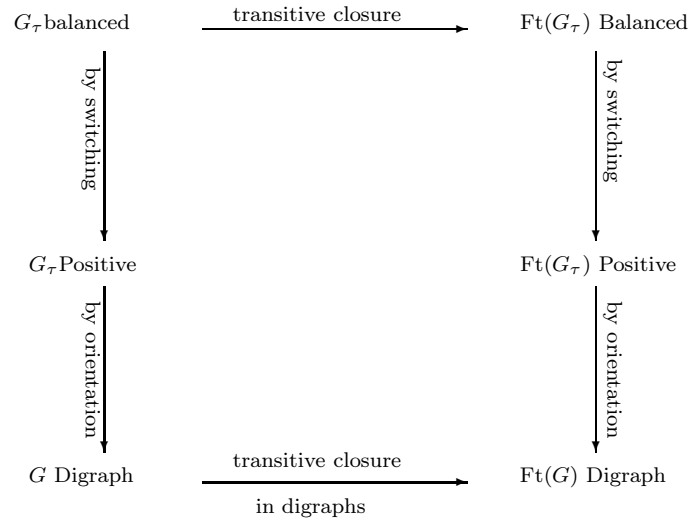 G_τ balanced transitive closure Ft(G_τ) Balanced
by switching by switching
G_τ Positive Ft(G_τ) Positive
by orientation by orientation
G Digraph transitive closure Ft(G) Digraph
in digraphs